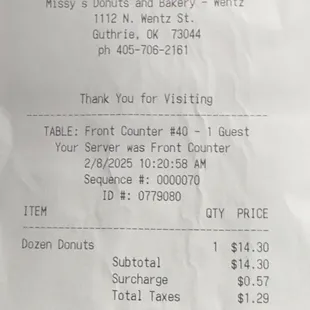 Missy's Donuts and Bakery - Wentz
1112 N. Wentz St.
Guthrie, OK 73044
ph 405-706-2161
Thank You for Visiting
TABLE: Front Counter #40 - 1 Guest
Your Server was Front Counter
2/8/2025 10:20:58 AM
Sequence #: 0000070
ID #: 0779080
ITEM QTY PRICE
Dozen Donuts 1 $14.30
Subtotal $14.30
Surcharge $0.57
Total Taxes $1.29